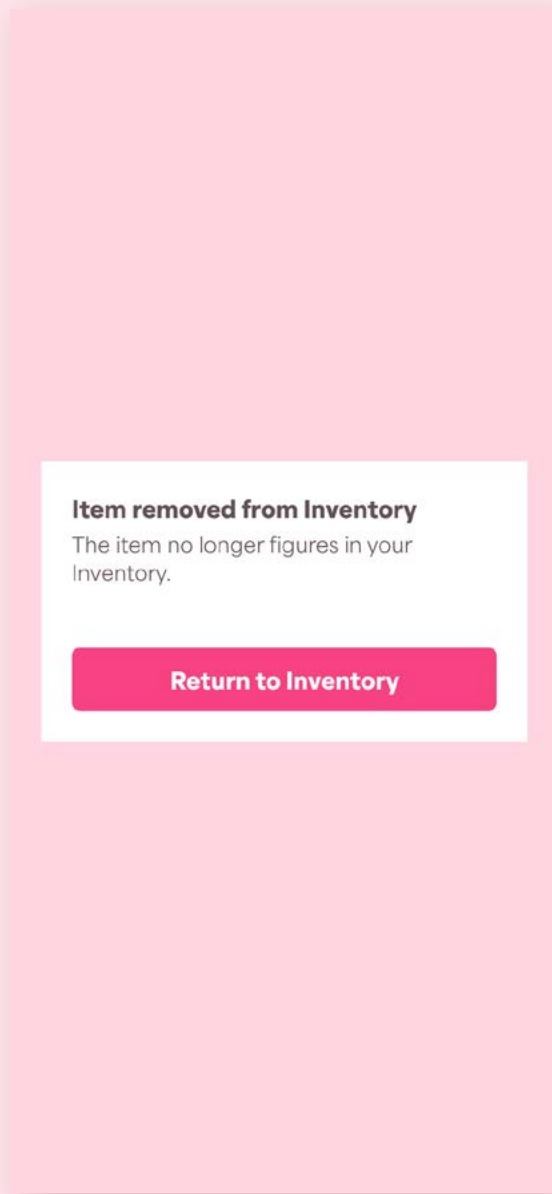 Item removed from Inventory
The item no longer figures in your
Inventory.
Return to Inventory